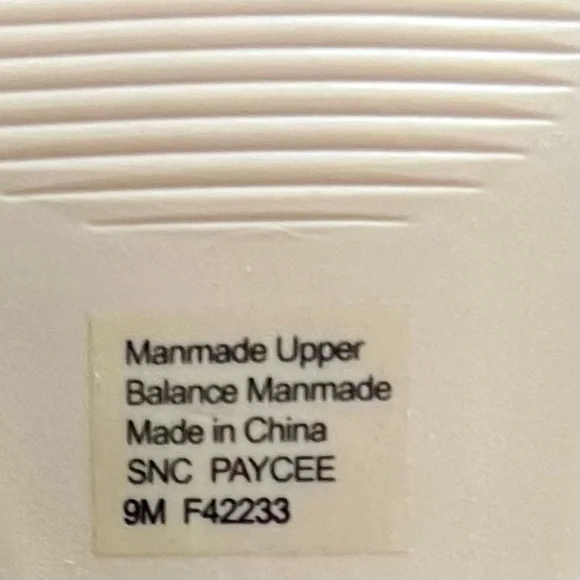 Manmade Upper
Balance Manmade
Made in China
SNC PAYCEE
9M F42233